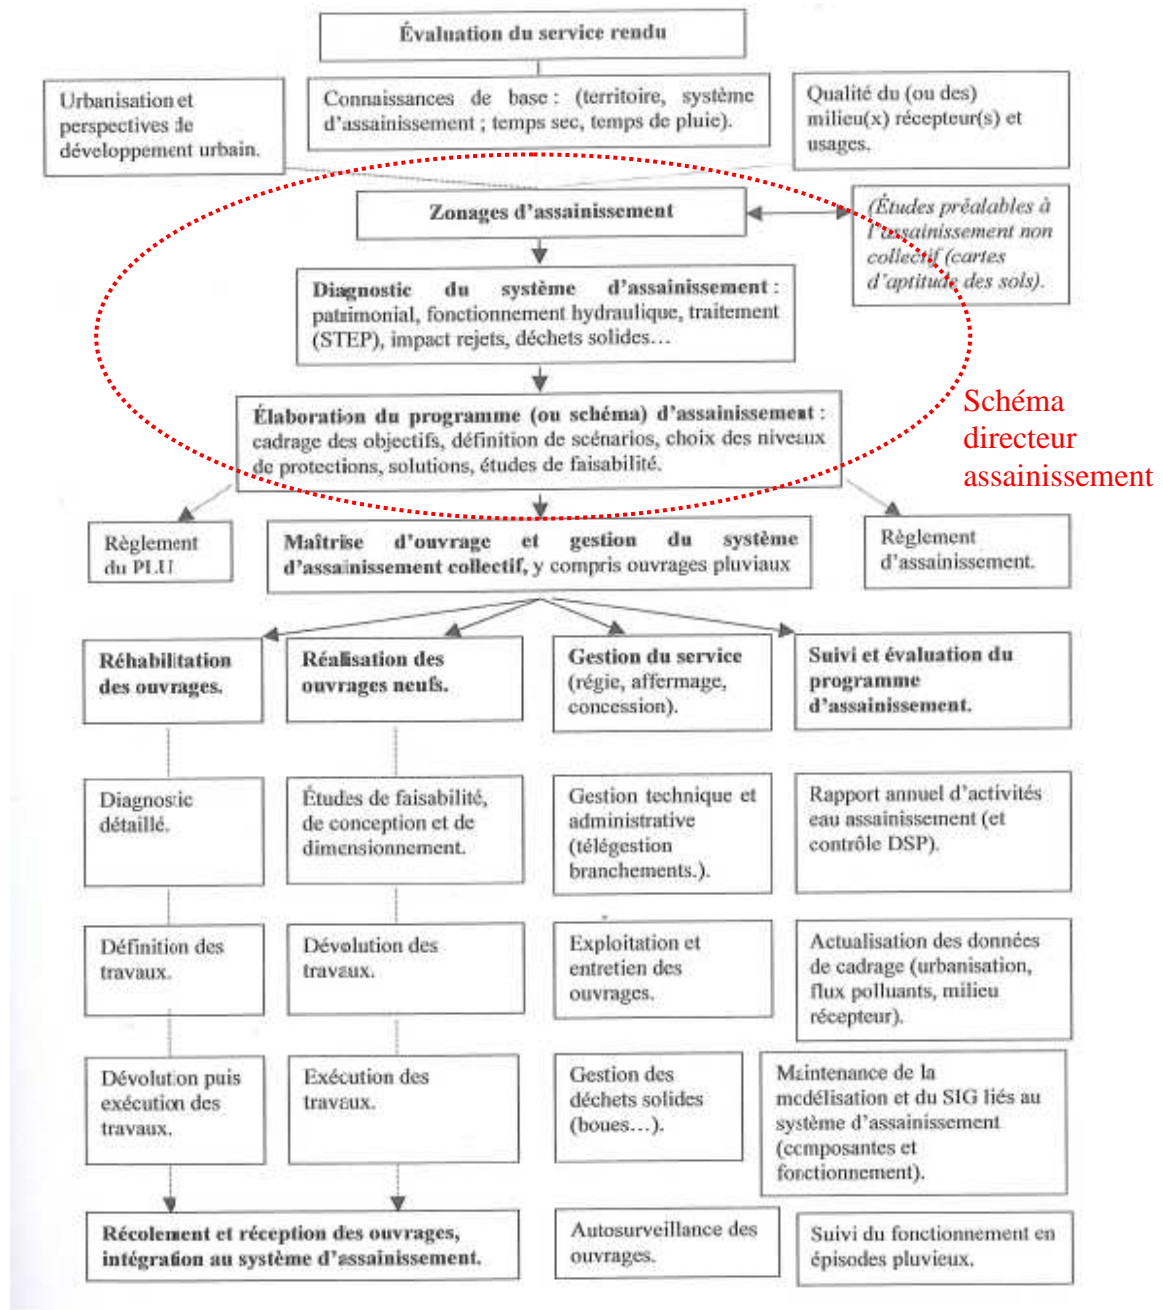 Évaluation du service rendu
Urbanisation et
perspectives de
développement urbain.
Connaissances de base : (territoire, système
d'assainissement ; temps sec, temps de pluie).
Qualité du (ou des)
milieu(x) récepteur(s) et
usages.
Zonages d'assainissement
(Études préalables à
l'assainissement non
collectif (cartes
d'aptitude des sols).
Diagnostic du système d'assainissement :
patrimonial, fonctionnement hydraulique, traitement
(STEP), impact rejets, déchets solides…
Élaboration du programme (ou schéma) d'assainissement :
cadrage des objectifs, définition de scénarios, choix des niveaux
de protections, solutions, études de faisabilité.
Schéma
directeur
assainissement
Règlement
du PLU
Maîtrise d'ouvrage et gestion du système
d'assainissement collectif, y compris ouvrages pluviaux
Règlement
d'assainissement.
Réhabilitation
des ouvrages.
Réalisation des
ouvrages neufs.
Gestion du service
(régie, affermage,
concession).
Suivi et évaluation du
programme
d'assainissement.
Diagnostic
détaillé.
Études de faisabilité,
de conception et de
dimensionnement.
Gestion technique et
administrative
(télégestion
branchements.).
Rapport annuel d'activités
eau assainissement (et
contrôle DSP).
Définition des
travaux.
Dévolution des
travaux.
Exploitation et
entretien des
ouvrages.
Actualisation des données
de cadrage (urbanisation,
flux polluants, milieu
récepteur).
Dévolution puis
exécution des
travaux.
Exécution des
travaux.
Gestion des
déchets solides
(boues…).
Maintenance de la
modélisation et du SIG liés au
système d'assainissement
(composantes et
fonctionnement).
Récolement et réception des ouvrages,
intégration au système d'assainissement.
Autosurveillance des
ouvrages.
Suivi du fonctionnement en
épisodes pluvieux.